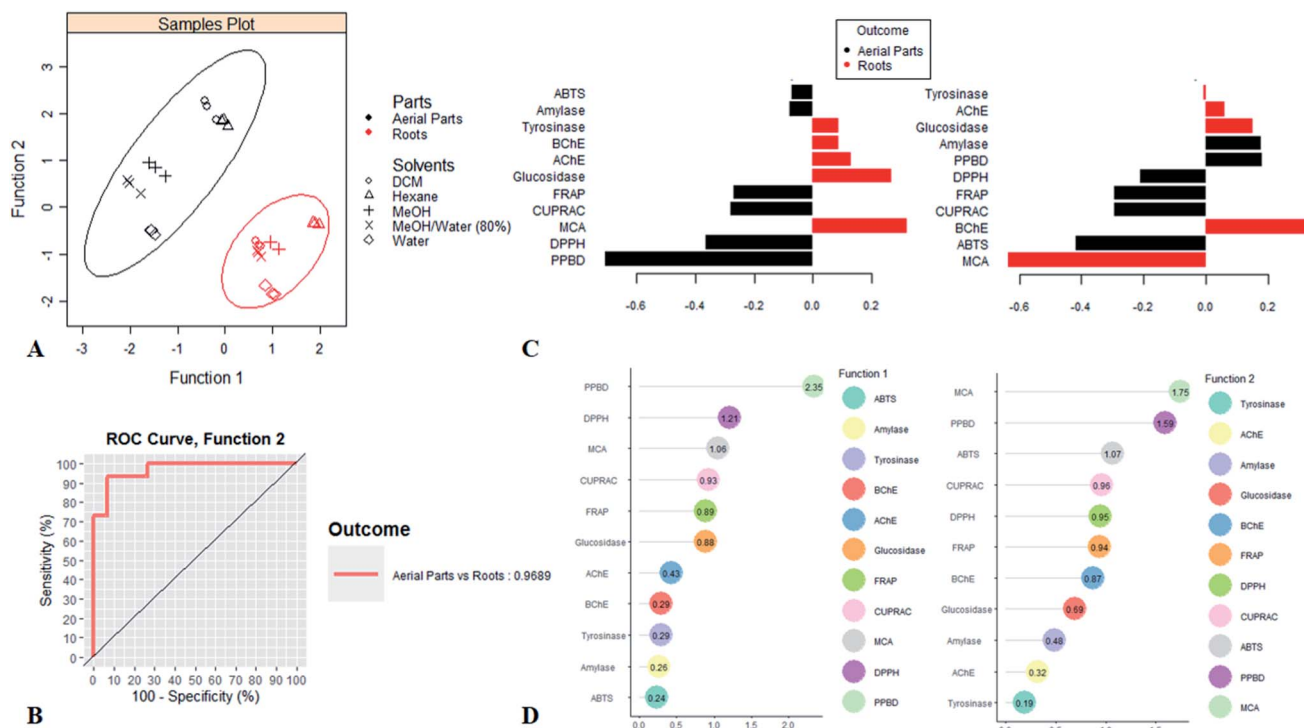 Samples Plot
Function 2
3
2
1
0
-1
-2
-3
-2
-1
0
1
2
Function 1
A
Parts
Aerial Parts
Roots
Solvents
DCM
Hexane
MeOH
MeOH/Water (80%)
Water
ROC Curve, Function 2
Sensitivity (%)
100
90
80
70
60
50
40
30
20
10
0
0 10 20 30 40 50 60 70 80 90 100
100 - Specificity (%)
B
Outcome
Aerial Parts vs Roots : 0.9689
Outcome
Aerial Parts
Roots
ABTS
Amylase
Tyrosinase
BChE
AChE
Glucosidase
FRAP
CUPRAC
MCA
DPPH
PPBD
-0.6 -0.4 -0.2 0.0 0.2
C
Tyrosinase
AChE
Glucosidase
Amylase
PPBD
DPPH
FRAP
CUPRAC
BChE
ABTS
MCA
-0.6 -0.4 -0.2 0.0 0.2
PPBD 2.35
DPPH 1.21
MCA 1.06
CUPRAC 0.93
FRAP 0.89
Glucosidase 0.88
AChE 0.43
BChE 0.29
Tyrosinase 0.29
Amylase 0.26
ABTS 0.24
0.0 0.5 1.0 1.5 2.0
D
Function 1
ABTS
Amylase
Tyrosinase
BChE
AChE
Glucosidase
FRAP
CUPRAC
MCA
DPPH
PPBD
MCA 1.75
PPBD 1.59
ABTS 1.07
CUPRAC 0.96
DPPH 0.95
FRAP 0.94
BChE 0.87
Glucosidase 0.69
Amylase 0.48
AChE 0.32
Tyrosinase 0.19
Function 2
Tyrosinase
AChE
Amylase
Glucosidase
BChE
FRAP
DPPH
CUPRAC
ABTS
PPBD
MCA